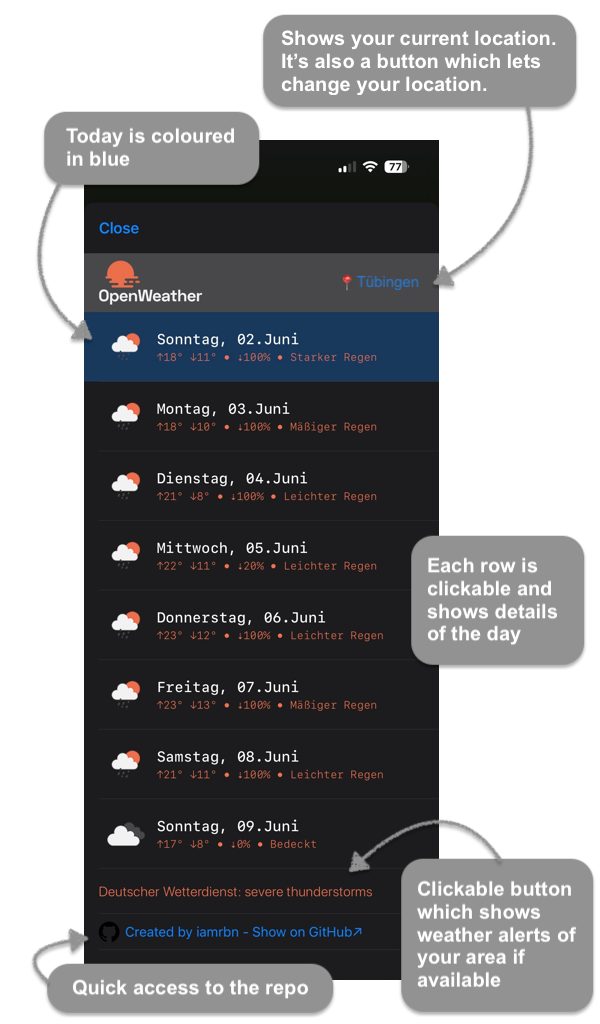 Shows your current location.
It's also a button which lets
change your location.
Today is coloured
in blue
77
Close
OpenWeather
📍Tübingen
Sonntag, 02.Juni
↑18° ↓11° • ↓100% • Starker Regen
Montag, 03.Juni
↑18° ↓10° • ↓100% • Mäßiger Regen
Dienstag, 04.Juni
↑21° ↓8° • ↓100% • Leichter Regen
Mittwoch, 05.Juni
↑22° ↓11° • ↓20% • Leichter Regen
Each row is
clickable and
shows details
of the day
Donnerstag, 06.Juni
↑23° ↓12° • ↓100% • Leichter Regen
Freitag, 07.Juni
↑23° ↓13° • ↓100% • Mäßiger Regen
Samstag, 08.Juni
↑21° ↓11° • ↓100% • Leichter Regen
Sonntag, 09.Juni
↑17° ↓8° • ↓0% • Bedeckt
Deutscher Wetterdienst: severe thunderstorms
Clickable button
which shows
weather alerts of
your area if
available
Created by iamrbn - Show on GitHub↗
Quick access to the repo